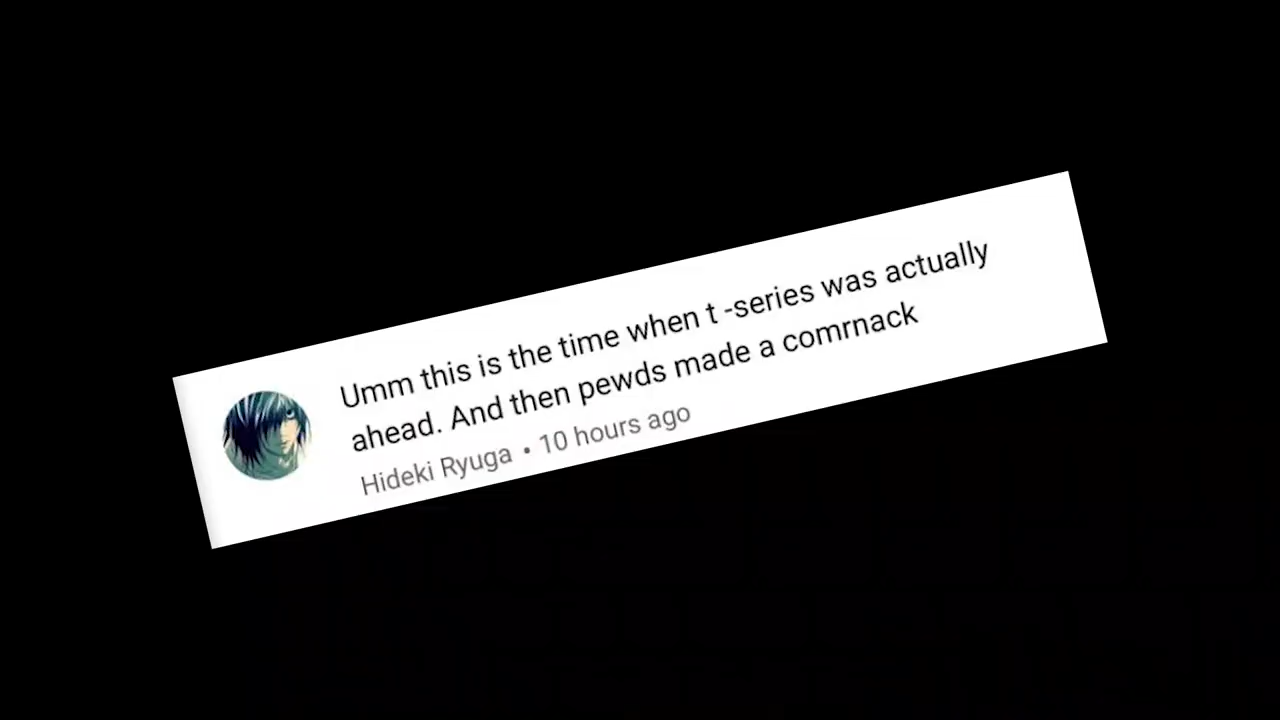 Umm this is the time when t -series was actually
ahead. And then pewds made a comrnack
Hideki Ryuga • 10 hours ago